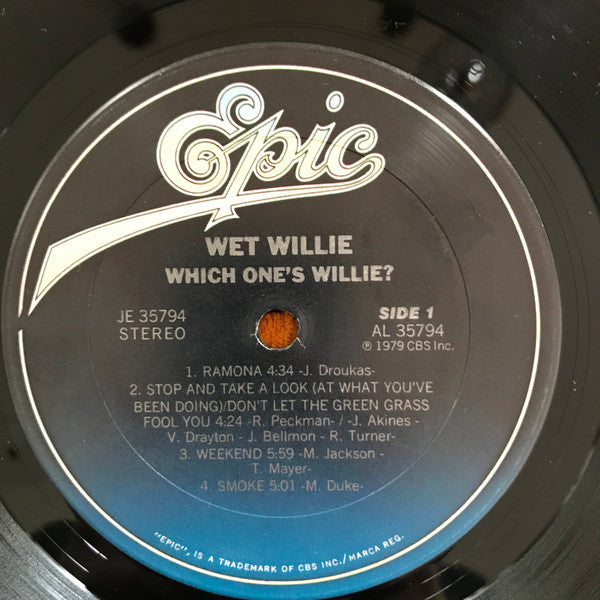 Epic
WET WILLIE
WHICH ONE'S WILLIE?
JE 35794
STEREO
SIDE 1
AL 35794
℗ 1979 CBS Inc.
1. RAMONA 4:34 -J. Droukas-
2. STOP AND TAKE A LOOK (AT WHAT YOU'VE
BEEN DOING)/DON'T LET THE GREEN GRASS
FOOL YOU 4:24 -R. Peckman- / -J. Akines -
V. Drayton - J. Bellmon - R. Turner-
3. WEEKEND 5:59 -M. Jackson -
T. Mayer-
4. SMOKE 5:01 -M. Duke-
"EPIC", IS A TRADEMARK OF CBS INC./MARCA REG.